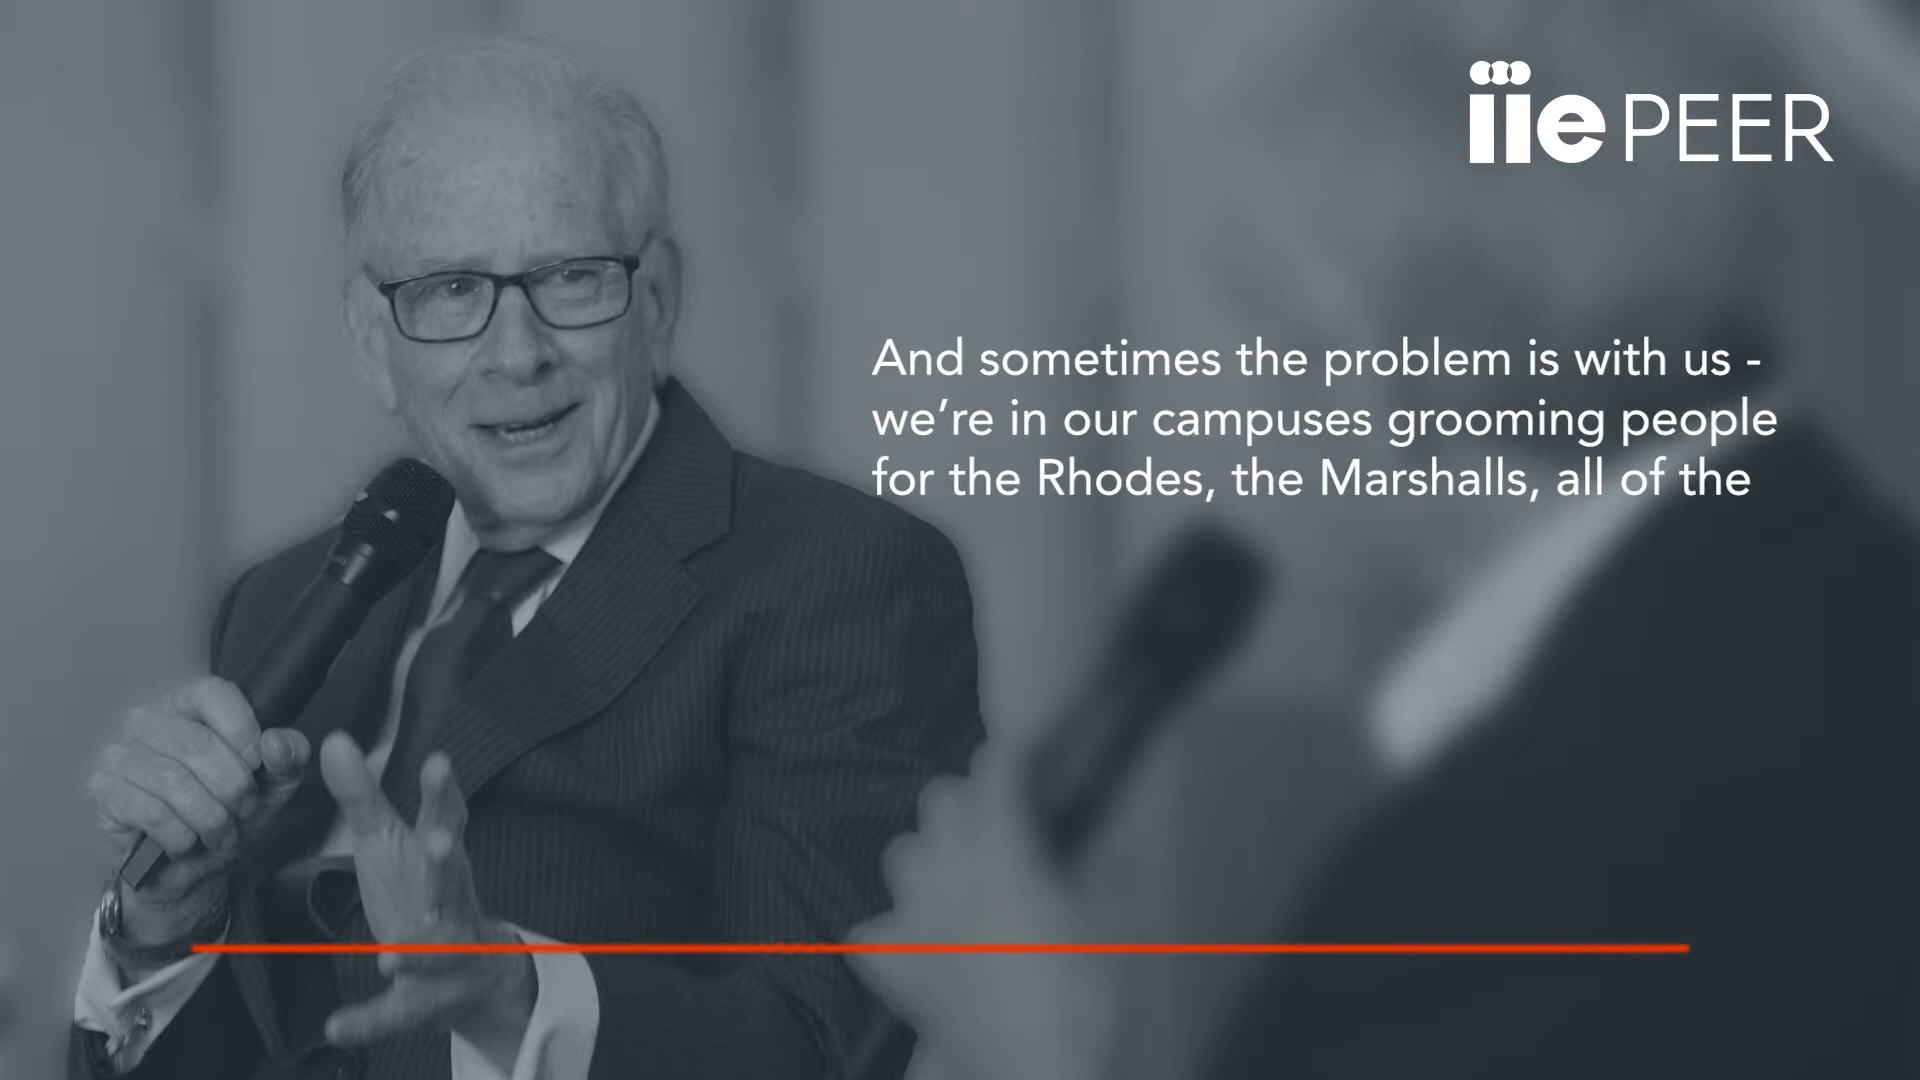 iie PEER
And sometimes the problem is with us -
we’re in our campuses grooming people
for the Rhodes, the Marshalls, all of the